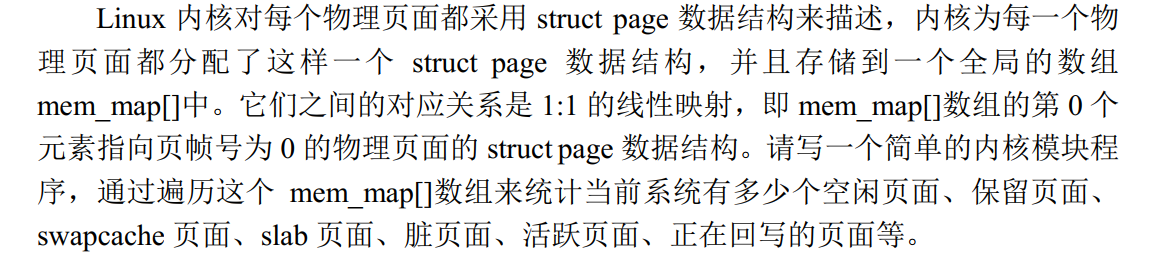 Linux 内核对每个物理页面都采用 struct page 数据结构来描述，内核为每一个物
理页面都分配了这样一个 struct page 数据结构，并且存储到一个全局的数组
mem_map[]中。它们之间的对应关系是 1:1 的线性映射，即 mem_map[]数组的第 0 个
元素指向页帧号为 0 的物理页面的 struct page 数据结构。请写一个简单的内核模块程
序，通过遍历这个 mem_map[]数组来统计当前系统有多少个空闲页面、保留页面、
swapcache 页面、slab 页面、脏页面、活跃页面、正在回写的页面等。